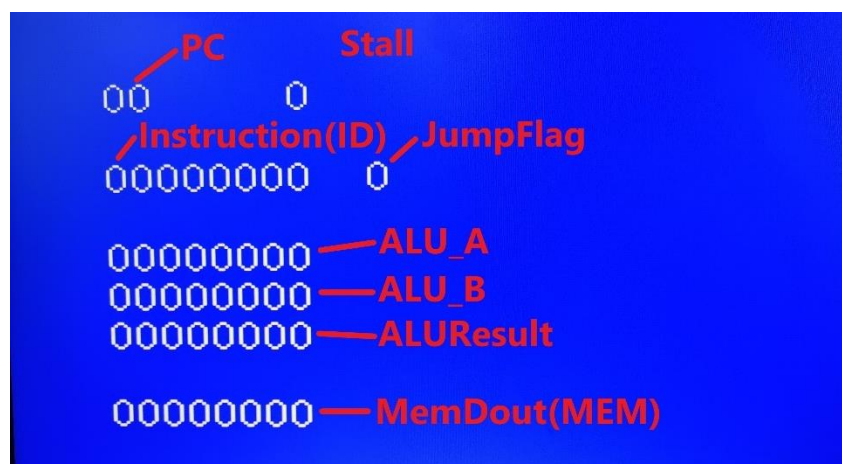 PC Stall
00 0
Instruction(ID) JumpFlag
00000000 0
00000000 ALU_A
00000000 ALU_B
00000000 ALUResult
00000000 MemDout(MEM)